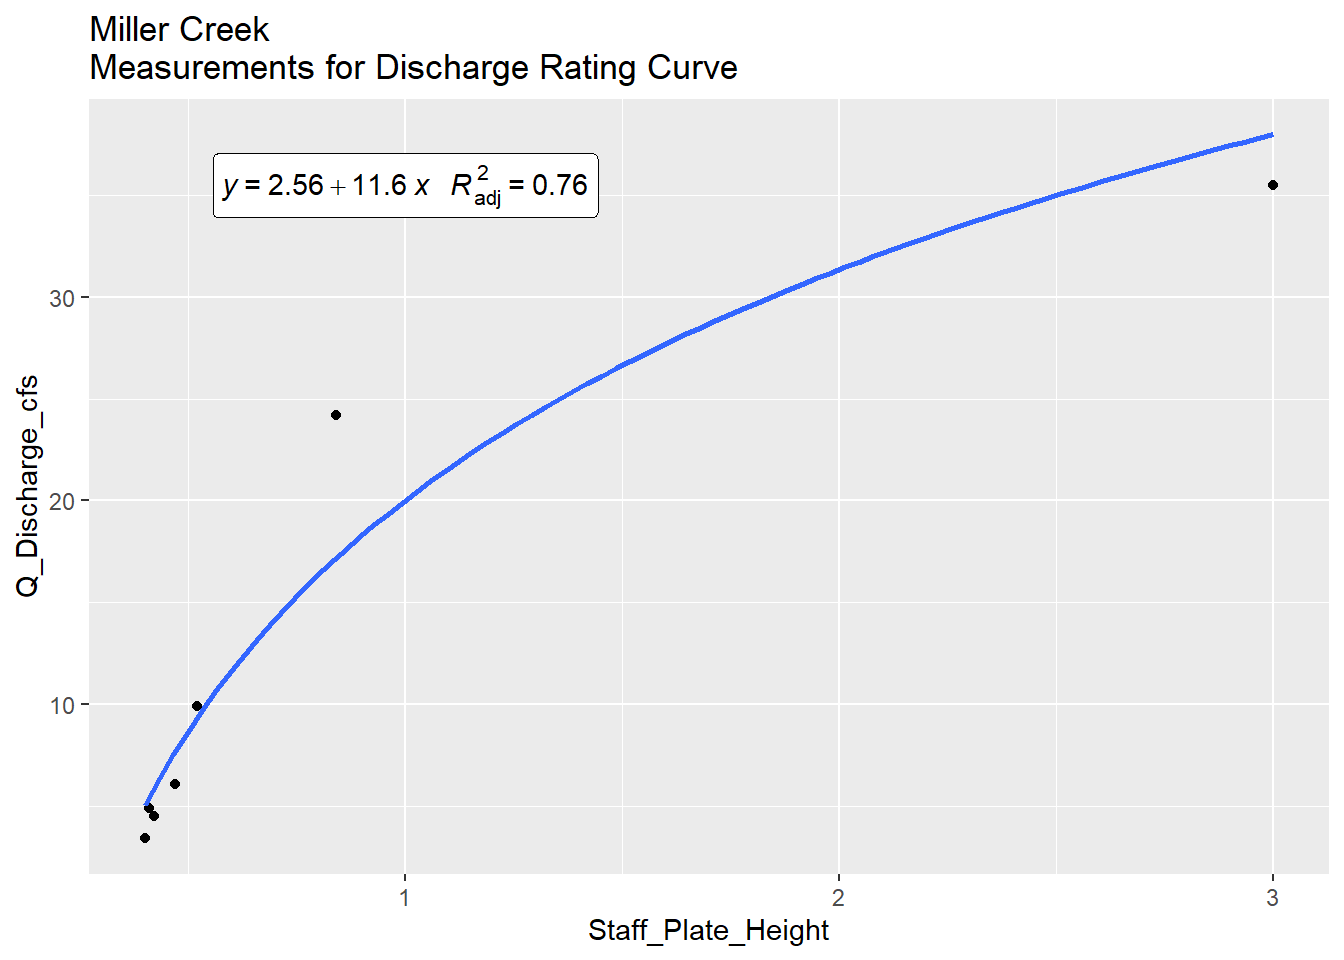 Miller Creek
Measurements for Discharge Rating Curve
y = 2.56 + 11.6 x R²adj = 0.76
30
20
10
Q_Discharge_cfs
1 2 3
Staff_Plate_Height